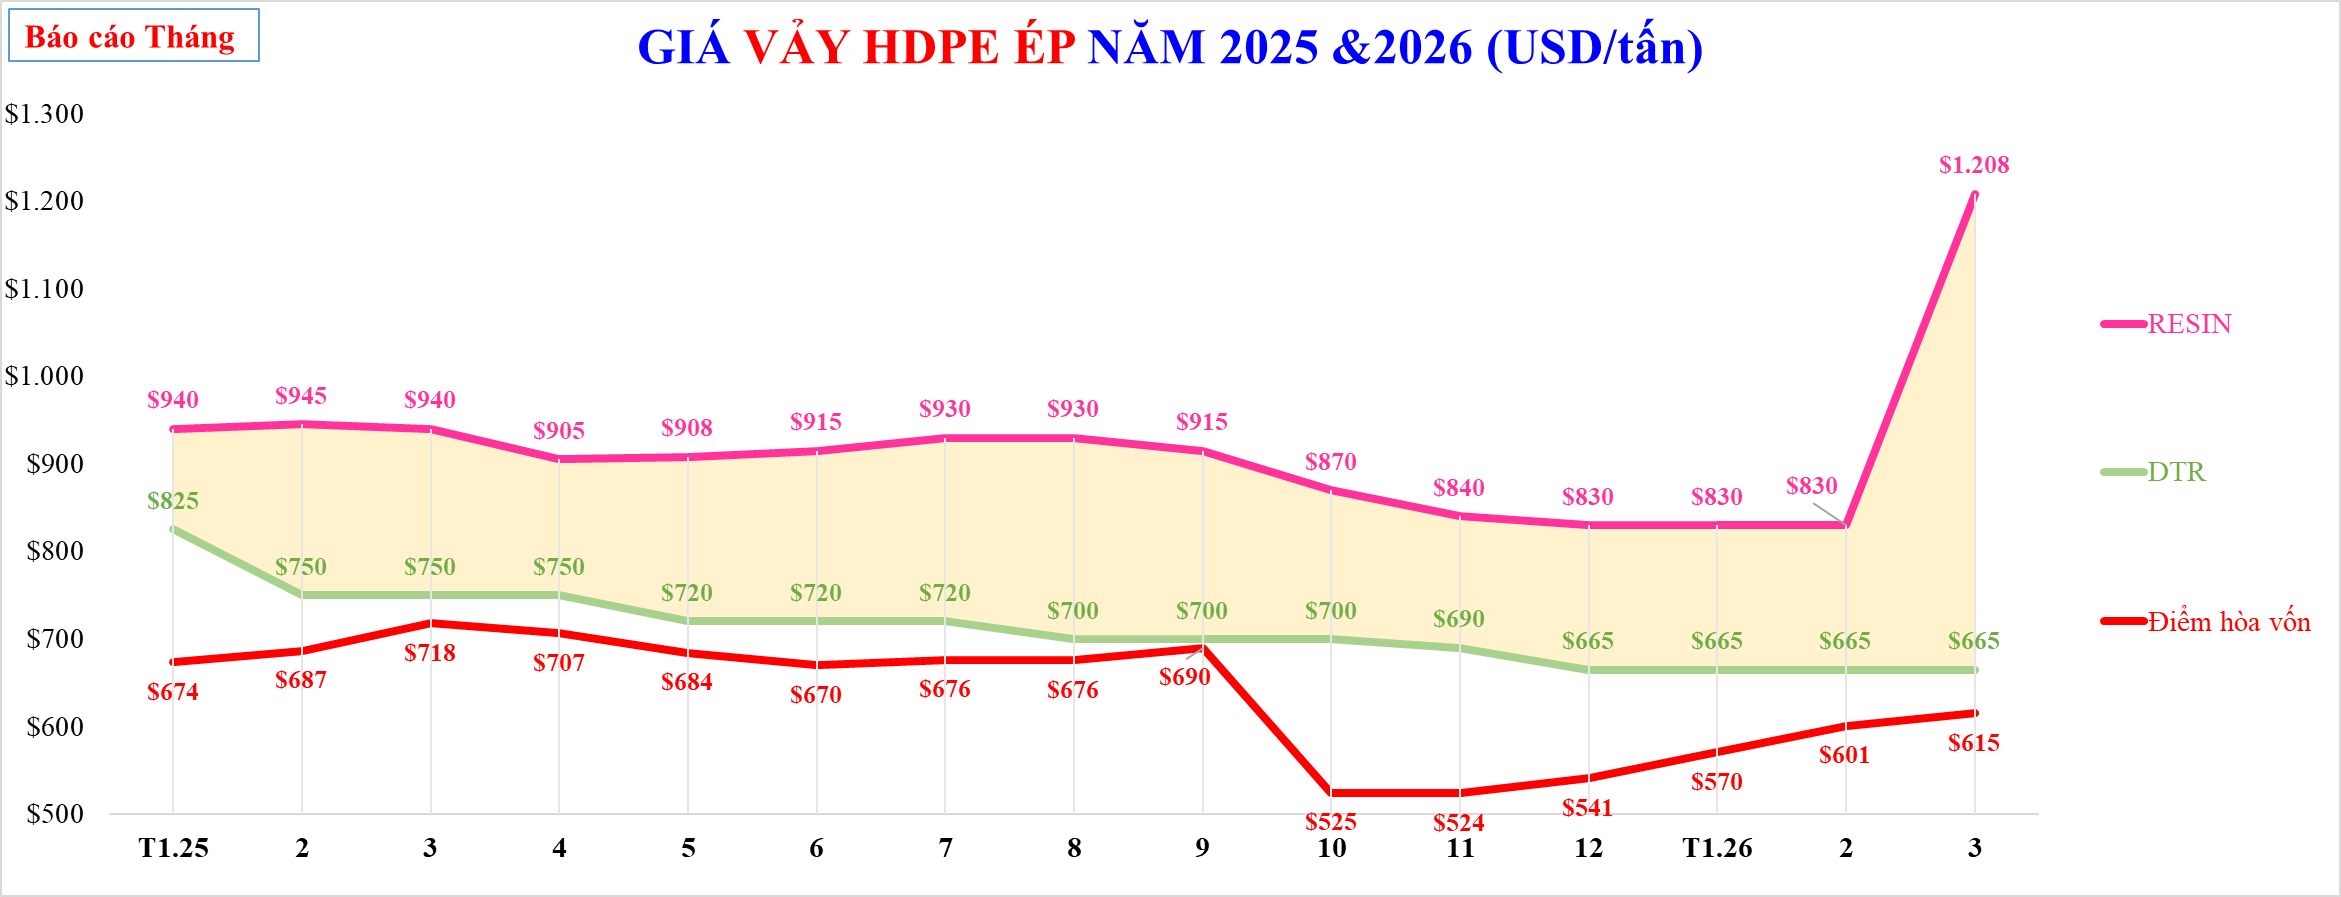 Báo cáo Tháng
GIÁ VẢY HDPE ÉP NĂM 2025 &2026 (USD/tấn)
$1.300
$1.200
$1.100
$1.000
$900
$800
$700
$600
$500
$940 $945 $940 $905 $908 $915 $930 $930 $915 $870 $840 $830 $830 $830 $1.208
$825 $750 $750 $750 $720 $720 $720 $700 $700 $700 $690 $665 $665 $665 $665
$674 $687 $718 $707 $684 $670 $676 $676 $690 $525 $524 $541 $570 $601 $615
T1.25 2 3 4 5 6 7 8 9 10 11 12 T1.26 2 3
RESIN
DTR
Điểm hòa vốn